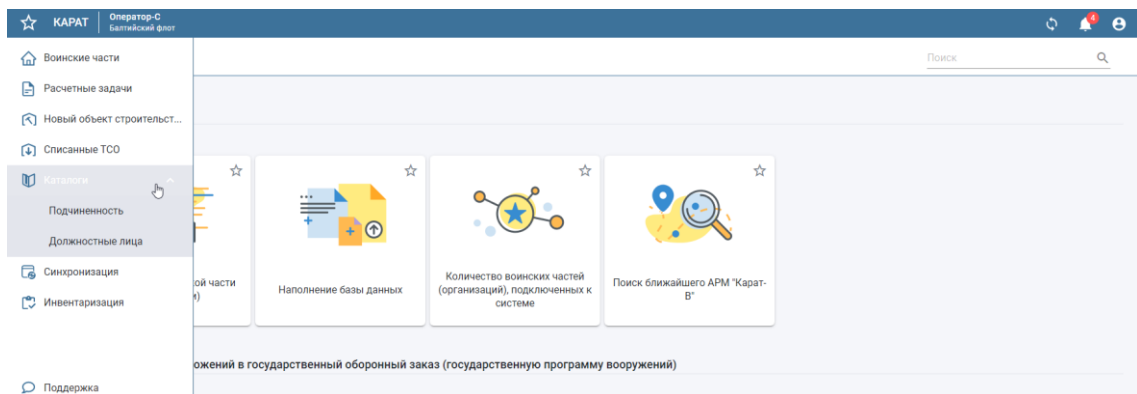 КАРАТ
Оператор-С
Балтийский флот
4
Воинские части
Поиск
Расчетные задачи
Новый объект строительст...
Списанные ТСО
Каталоги
Подчиненность
Должностные лица
Синхронизация
Инвентаризация
Поддержка
ой части
Наполнение базы данных
Количество воинских частей
(организаций), подключенных к
системе
Поиск ближайшего АРМ "Карат-
В"
ожений в государственный оборонный заказ (государственную программу вооружений)